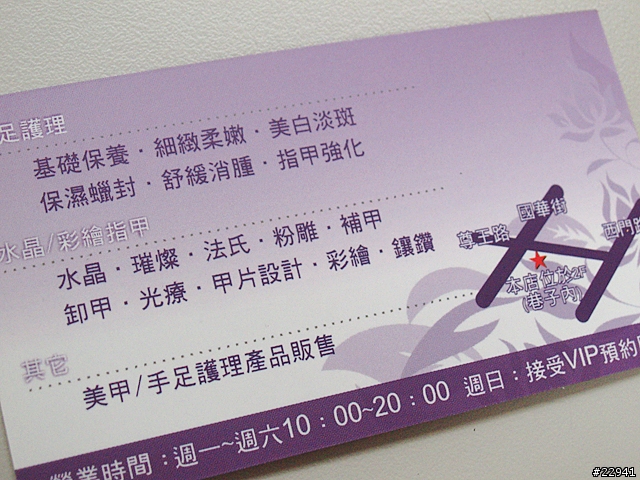 足護理
基礎保養‧細緻柔嫩‧美白淡斑
保濕蠟封‧舒緩消腫‧指甲強化
水晶/彩繪指甲
水晶‧璀燦‧法氏‧粉雕‧補甲
卸甲‧光療‧甲片設計‧彩繪‧鑲鑽
其它
美甲/手足護理產品販售
國華街
尊王路
西門路
本店位於2F
(巷子內)
營業時間：週一~週六10：00~20：00 週日：接受VIP預約
#22941